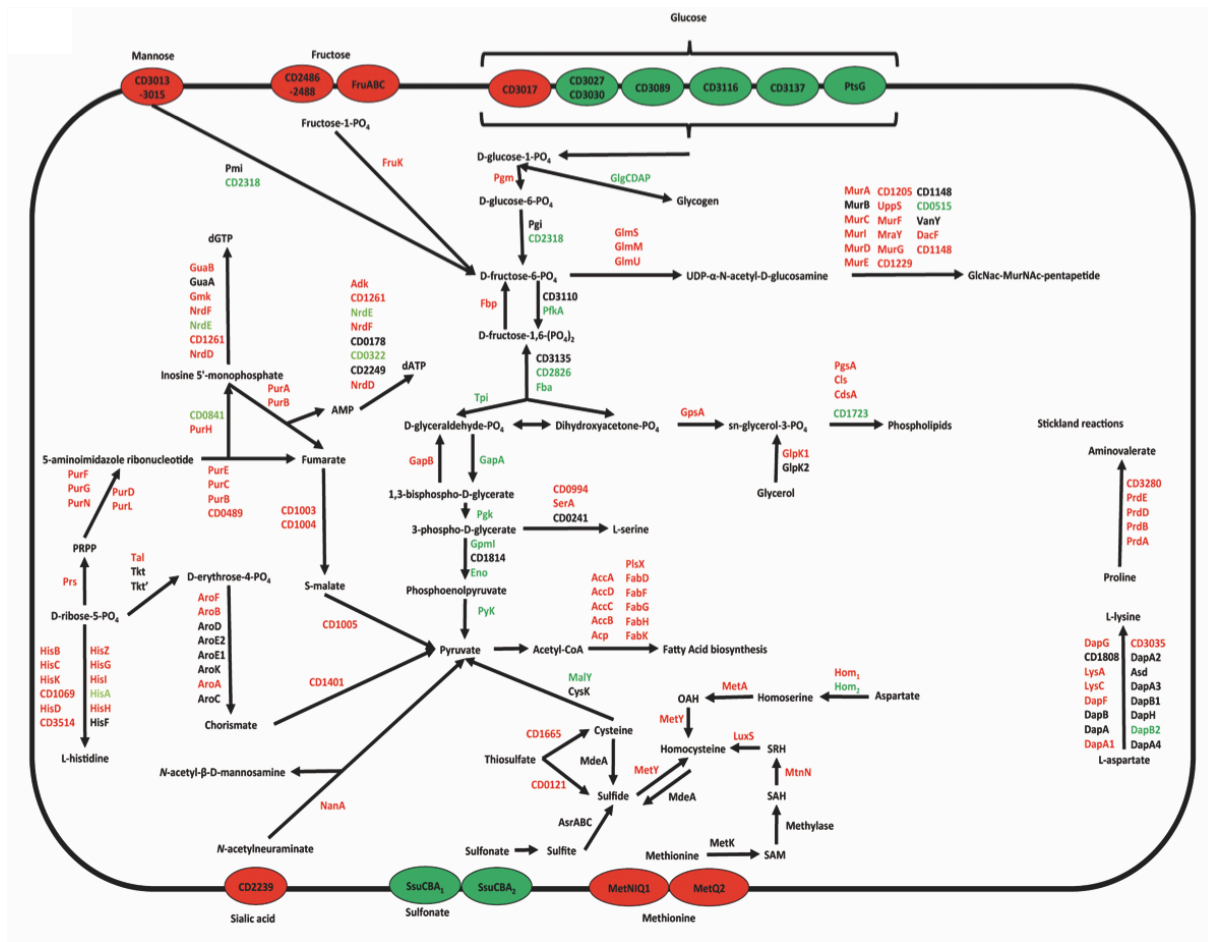 Glucose
Mannose
Fructose
CD3013
-3015
CD2486
-2488
FruABC
CD3017
CD3027
CD3030
CD3089
CD3116
CD3137
PtsG
Fructose-1-PO4
FruK
Pmi
CD2318
D-glucose-1-PO4
Pgm
GlgCDAP
D-glucose-6-PO4
Glycogen
Pgi
CD2318
GlmS
GlmM
GlmU
MurA CD1205 CD1148
MurB UppS CD0515
MurC MurF VanY
MurI MraY DacF
MurD MurG CD1148
MurE CD1229
D-fructose-6-PO4
UDP-α-N-acetyl-D-glucosamine
GlcNac-MurNAc-pentapetide
dGTP
GuaB
GuaA
Gmk
NrdF
NrdE
CD1261
NrdD
Adk
CD1261
NrdE
NrdF
CD0178
CD0322
CD2249
NrdD
dATP
Fbp
CD3110
PfkA
D-fructose-1,6-(PO4)2
CD3135
CD2826
Fba
Tpi
Inosine 5'-monophosphate
PurA
PurB
AMP
CD0841
PurH
PgsA
Cls
CdsA
CD1723
D-glyceraldehyde-PO4
Dihydroxyacetone-PO4
GpsA
sn-glycerol-3-PO4
Phospholipids
Stickland reactions
Aminovalerate
CD3280
PrdE
PrdD
PrdB
PrdA
Proline
5-aminoimidazole ribonucleotide
Fumarate
PurF
PurG
PurN
PurD
PurL
PurE
PurC
PurB
CD0489
GapB
GapA
GlpK1
GlpK2
Glycerol
1,3-bisphospho-D-glycerate
Pgk
CD0994
SerA
CD0241
3-phospho-D-glycerate
L-serine
CD1003
CD1004
GpmI
CD1814
Eno
PRPP
Prs
Tal
Tkt
Tkt'
D-erythrose-4-PO4
S-malate
Phosphoenolpyruvate
PyK
D-ribose-5-PO4
AroF
AroB
AroD
AroE2
AroE1
AroK
AroA
AroC
CD1005
AccA
AccD
AccC
AccB
Acp
PlsX
FabD
FabF
FabG
FabH
FabK
Pyruvate
Acetyl-CoA
Fatty Acid biosynthesis
L-lysine
DapG CD3035
CD1808 DapA2
LysA Asd
LysC DapA3
DapF DapB1
DapB DapH
DapA DapB2
DapA1 DapA4
L-aspartate
HisB HisZ
HisC HisG
HisK HisI
CD1069 HisA
HisD HisH
CD3514 HisF
L-histidine
CD1401
Chorismate
MalY
CysK
OAH
MetA
Homoserine
Hom1
Hom2
Aspartate
MetY
Cysteine
CD1665
Thiosulfate
MdeA
CD0121
Homocysteine
LuxS
SRH
MetY
MtnN
Sulfide
MdeA
SAH
N-acetyl-β-D-mannosamine
NanA
AsrABC
Methylase
N-acetylneuraminate
Sulfonate
Sulfite
Methionine
MetK
SAM
CD2239
SsuCBA1
SsuCBA2
MetNIQ1
MetQ2
Sialic acid
Sulfonate
Methionine